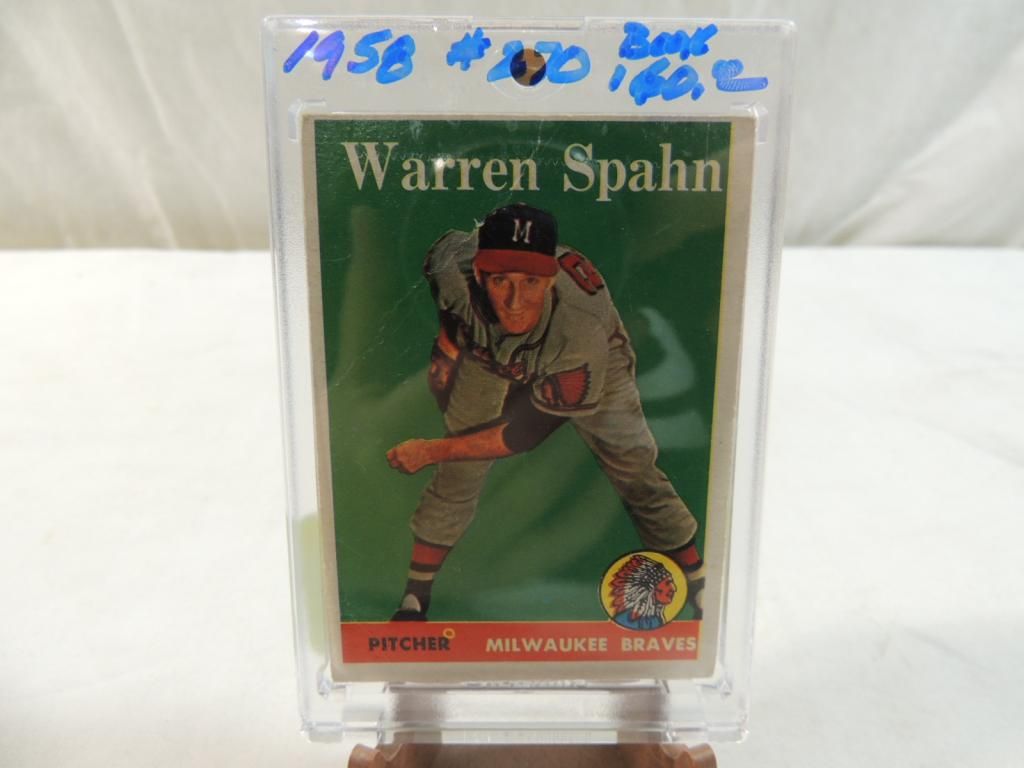 1958 #270 Book
160.00
Warren Spahn
M
PITCHER MILWAUKEE BRAVES